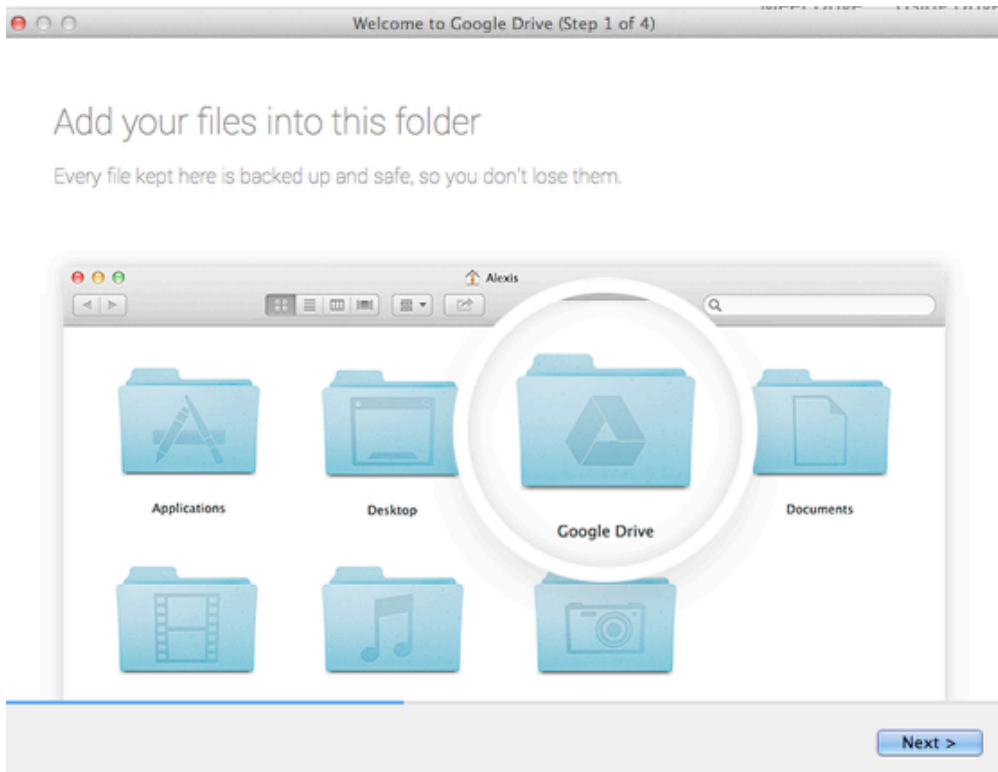 Welcome to Google Drive (Step 1 of 4)
Add your files into this folder
Every file kept here is backed up and safe, so you don't lose them.
Alexis
Applications
Desktop
Google Drive
Documents
Next >